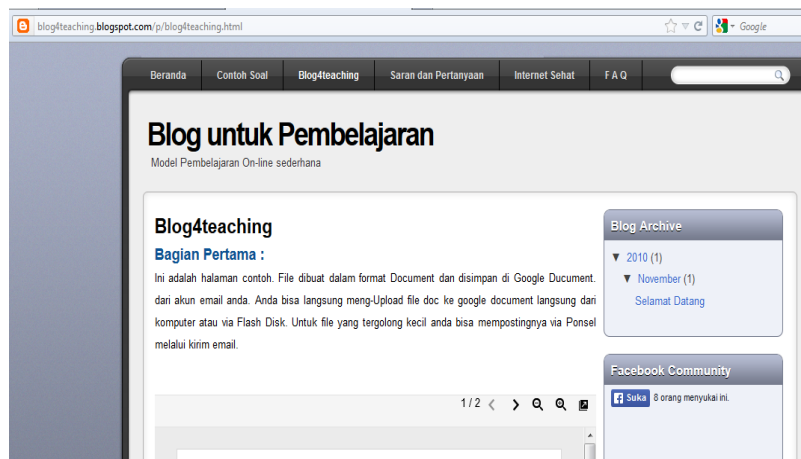 blog4teaching.blogspot.com/p/blog4teaching.html
Google
Beranda Contoh Soal Blog4teaching Saran dan Pertanyaan Internet Sehat F A Q
Blog untuk Pembelajaran
Model Pembelajaran On-line sederhana
Blog4teaching
Bagian Pertama :
Ini adalah halaman contoh. File dibuat dalam format Document dan disimpan di Google Ducument.
dari akun email anda. Anda bisa langsung meng-Upload file doc ke google document langsung dari
komputer atau via Flash Disk. Untuk file yang tergolong kecil anda bisa mempostingnya via Ponsel
melalui kirim email.
1 / 2
Blog Archive
▼ 2010 (1)
▼ November (1)
Selamat Datang
Facebook Community
Suka 8 orang menyukai ini.